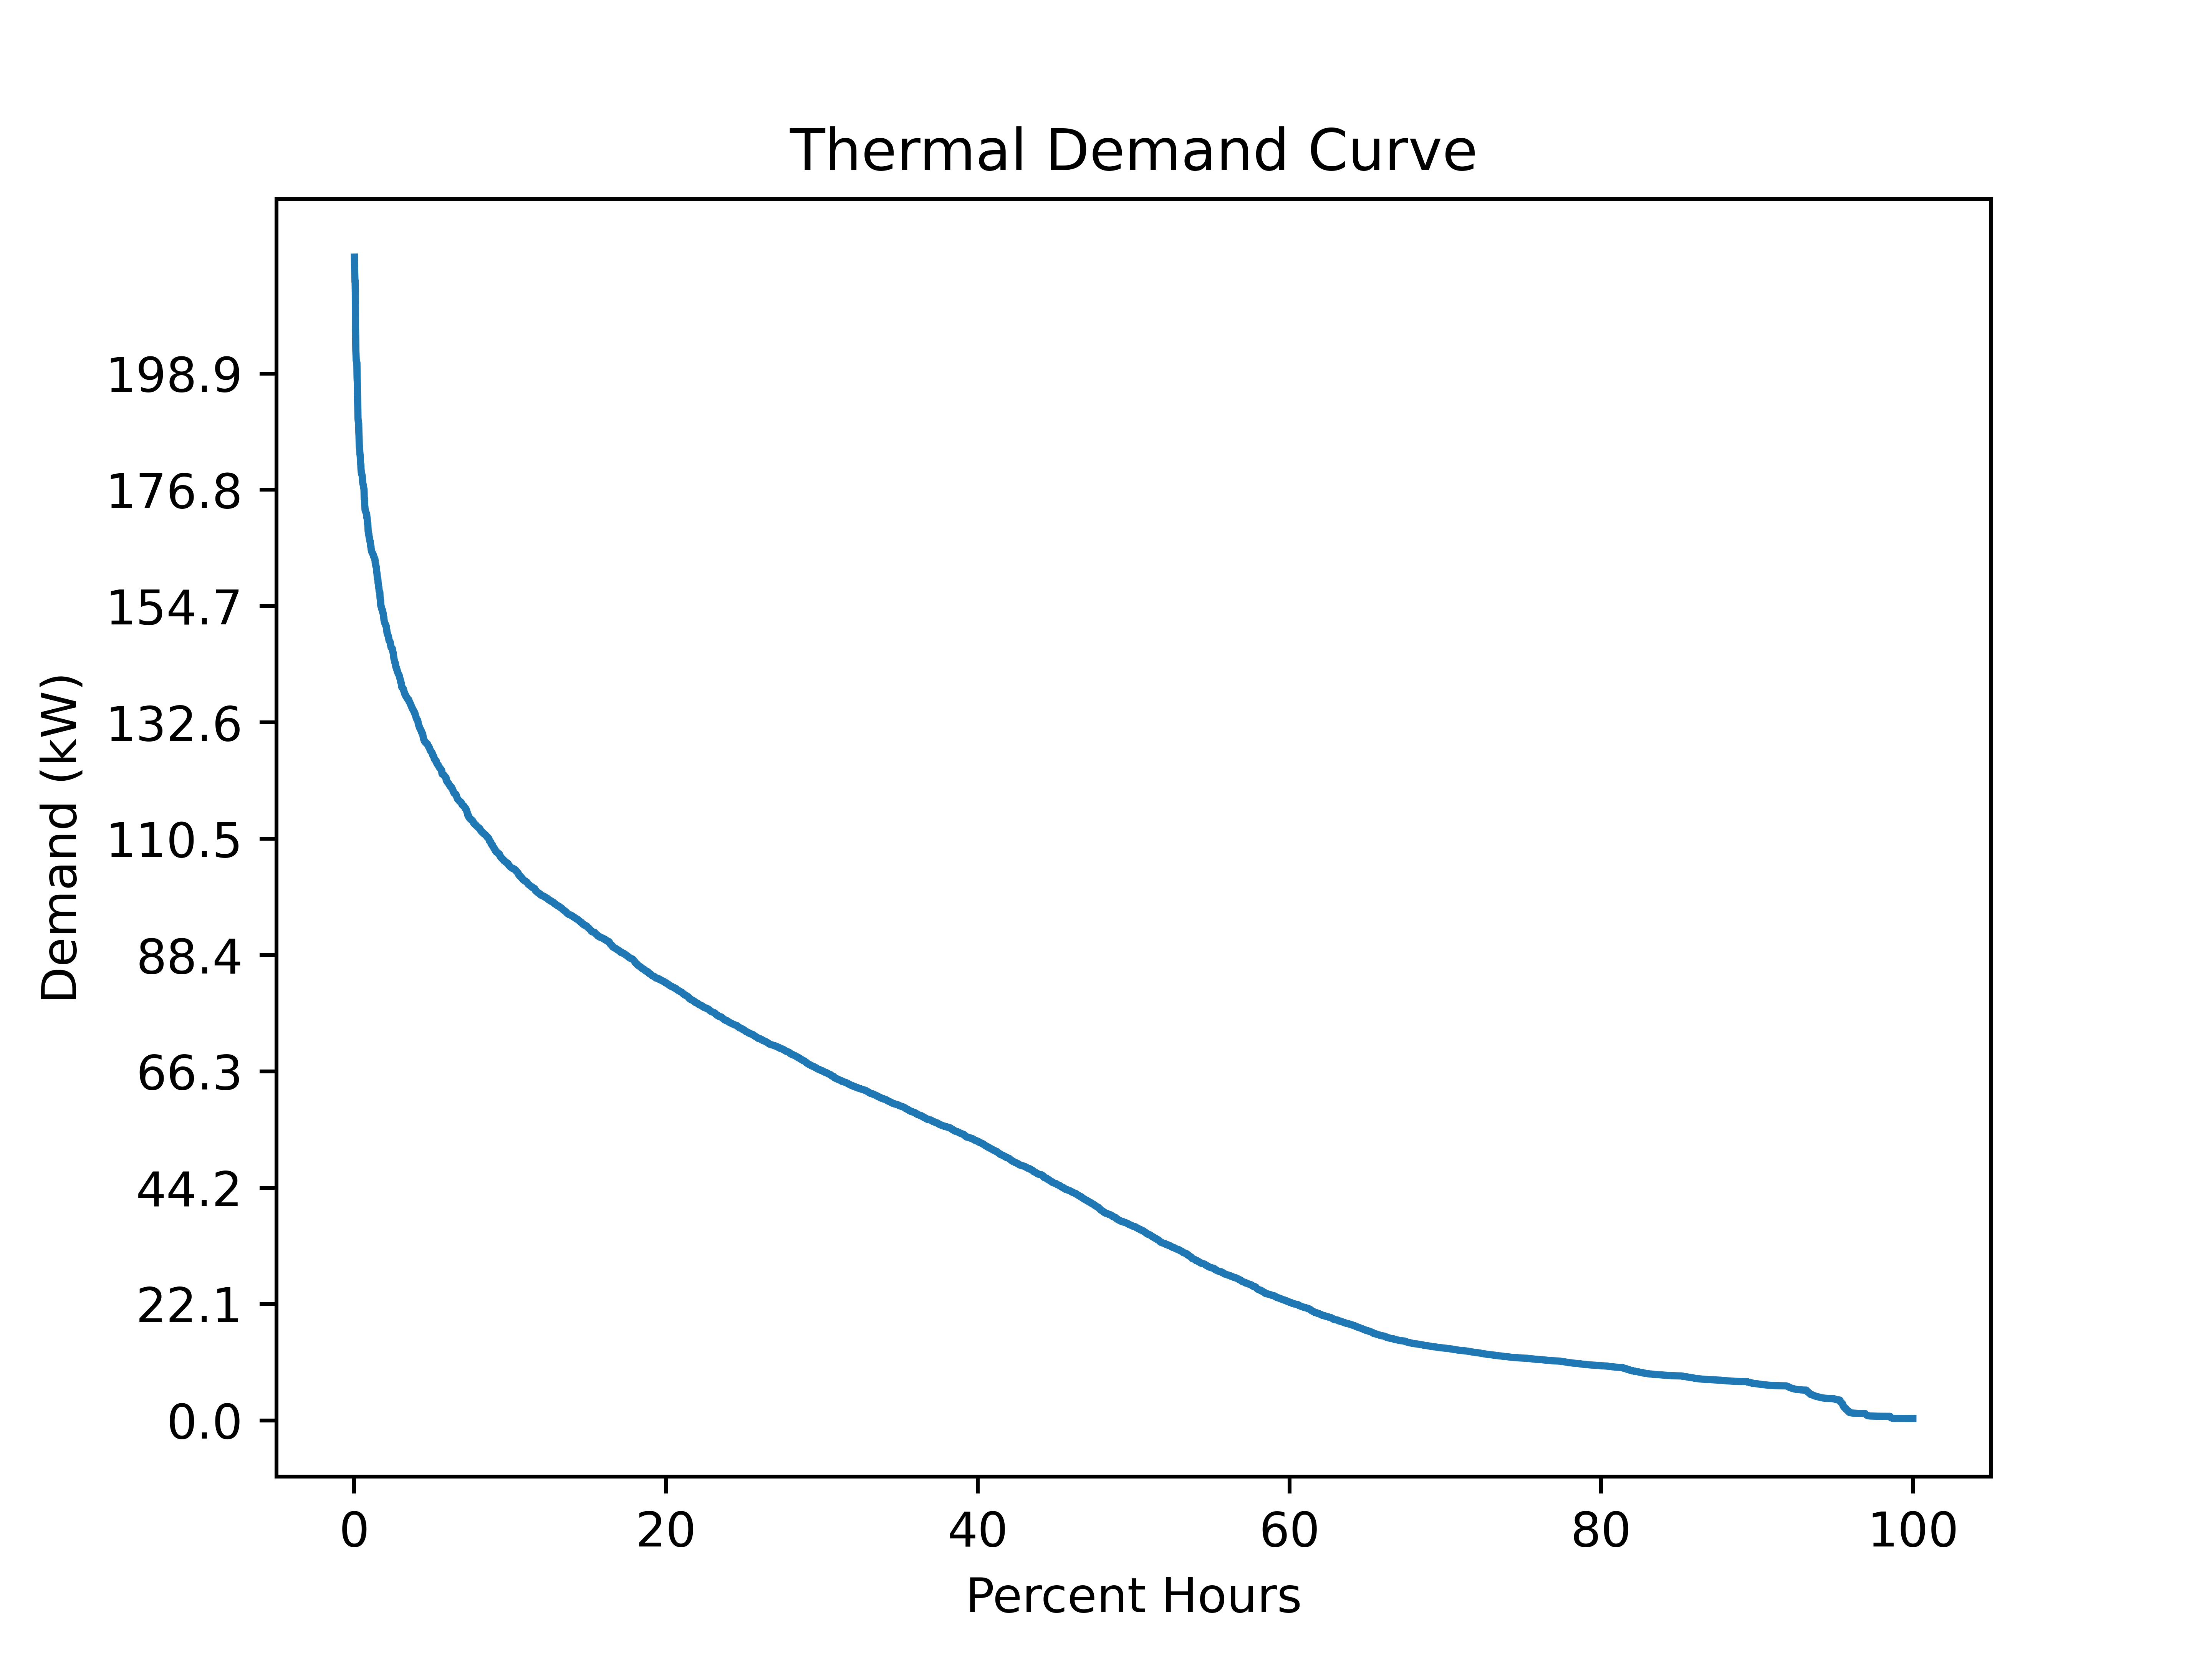 Thermal Demand Curve
Demand (kW)
198.9
176.8
154.7
132.6
110.5
88.4
66.3
44.2
22.1
0.0
0 20 40 60 80 100
Percent Hours